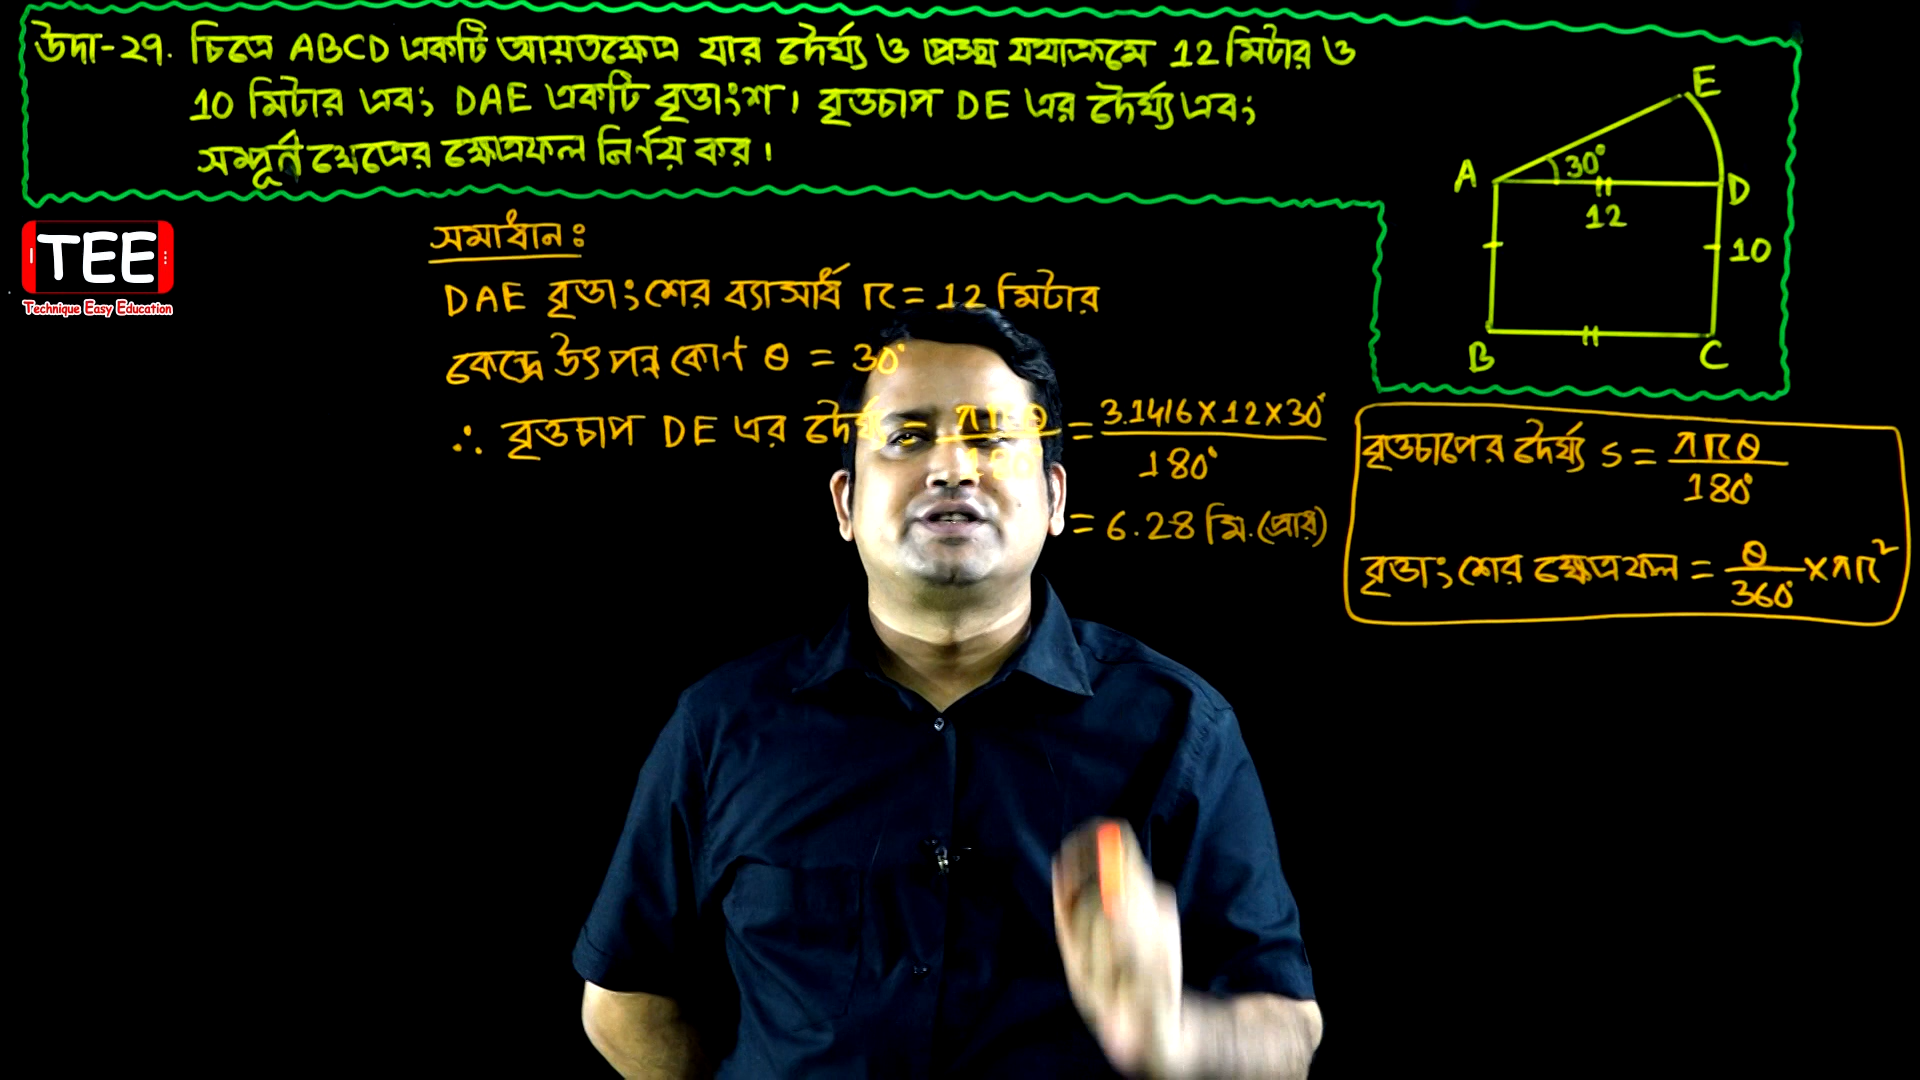 উদা-২৭. চিত্রে ABCD একটি আয়তক্ষেত্র যার দৈর্ঘ্য ও প্রস্থ যথাক্রমে 12 মিটার ও
10 মিটার এবং DAE একটি বৃত্তাংশ। বৃত্তচাপ DE এর দৈর্ঘ্য এবং
সম্পূর্ন ক্ষেত্রের ক্ষেত্রফল নির্ণয় কর।
E
A
30°
D
12
10
B
C
TEE
Technique Easy Education
সমাধান:
DAE বৃত্তাংশের ব্যাসার্ধ r = 12 মিটার
কেন্দ্রে উৎপন্ন কোণ θ = 30°
∴ বৃত্তচাপ DE এর দৈর্ঘ্য = πrθ/180° = 3.1416×12×30°/180°
= 6.28 মি. (প্রায়)
বৃত্তচাপের দৈর্ঘ্য s = πrθ/180°
বৃত্তাংশের ক্ষেত্রফল = θ/360° × πr²